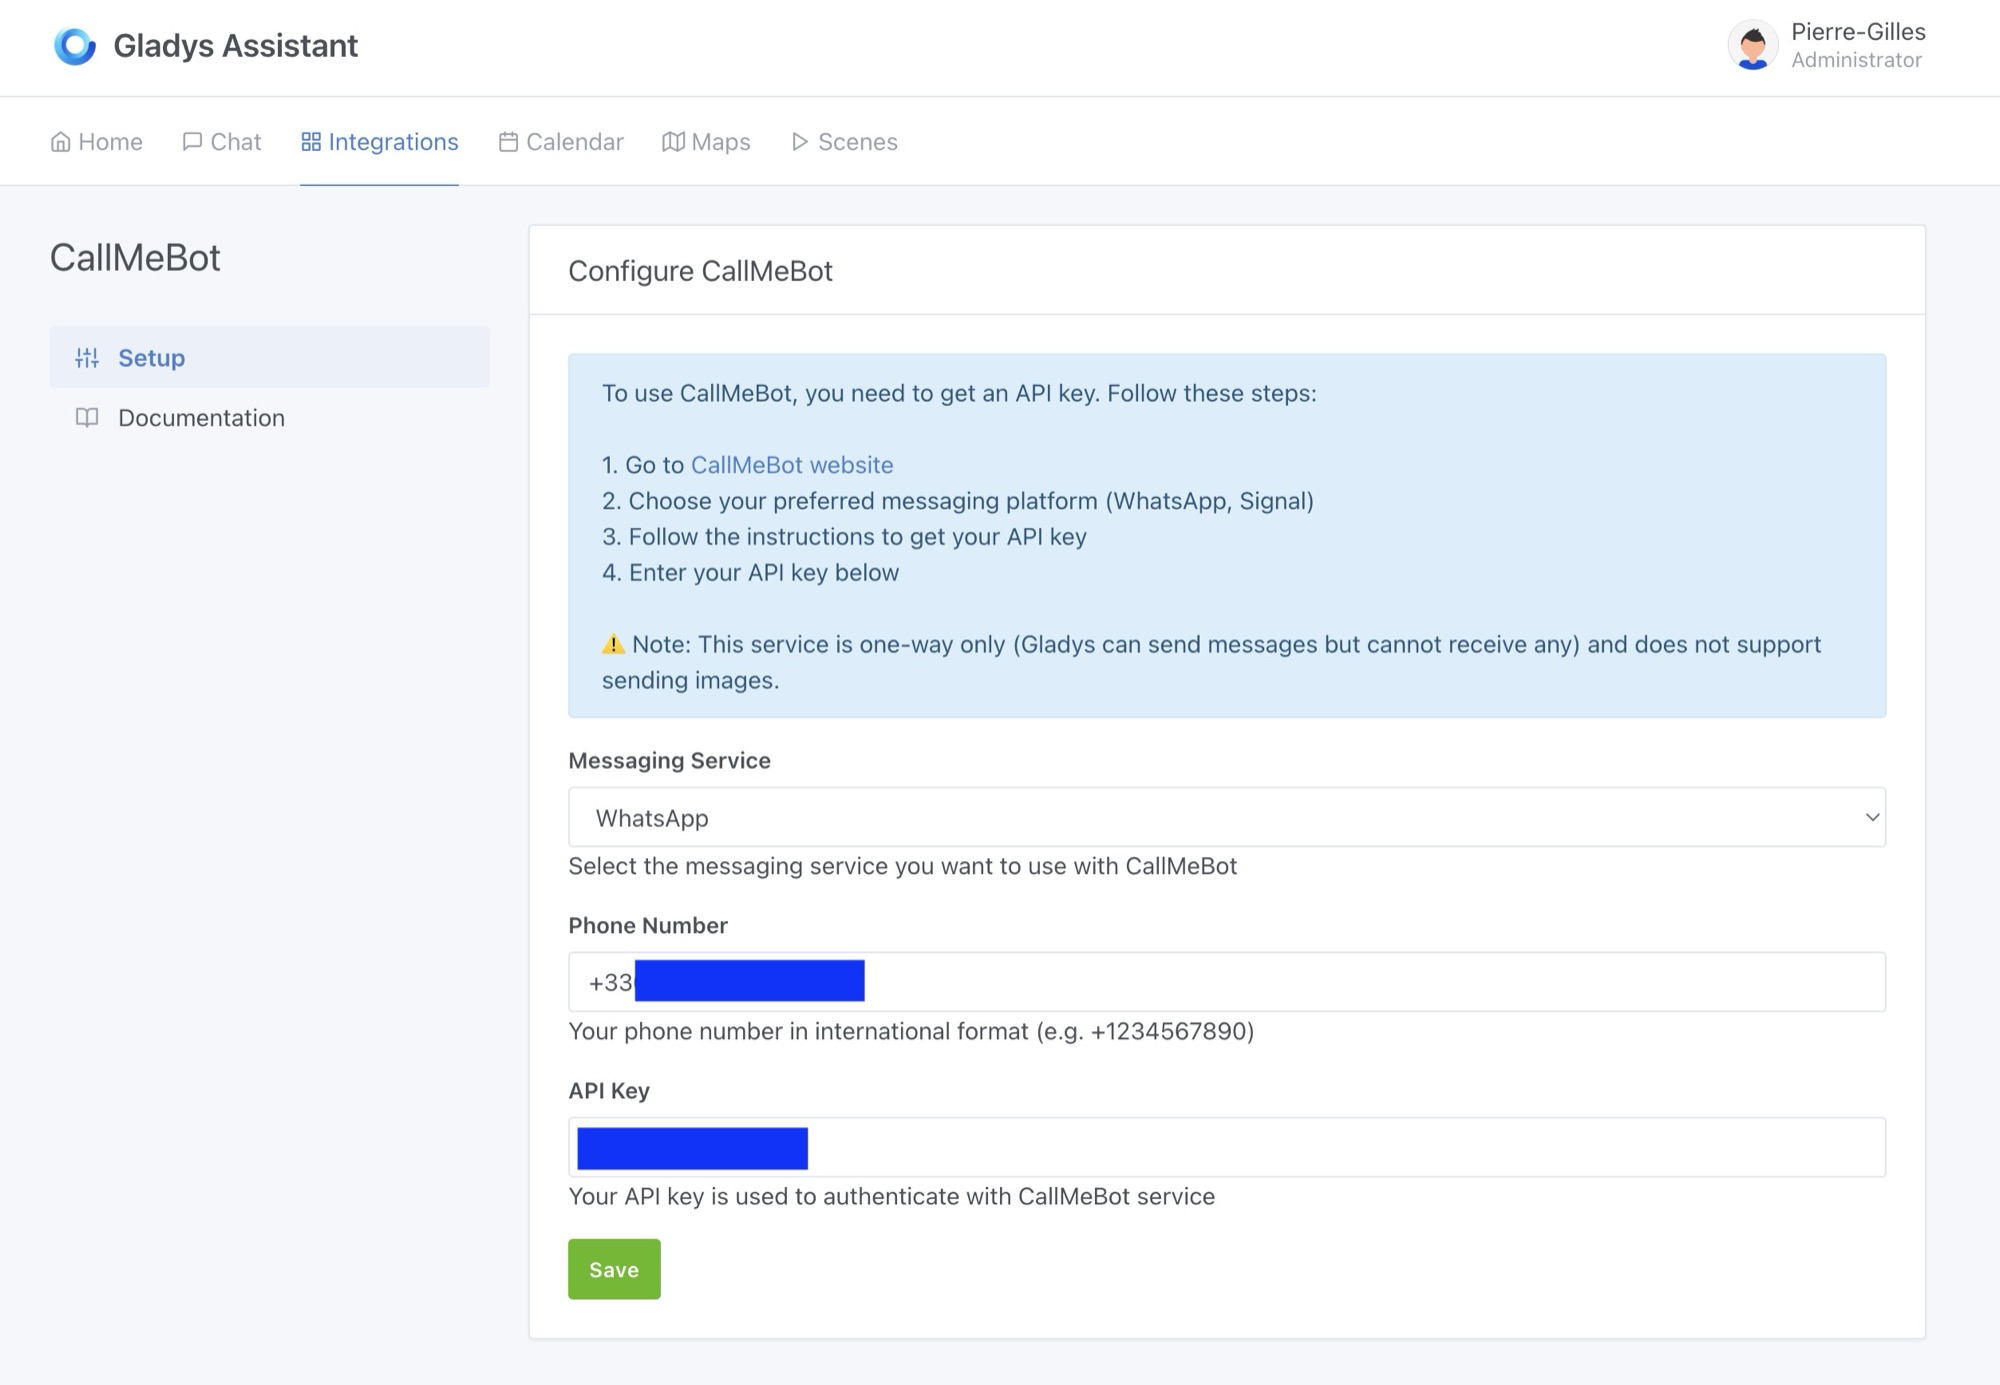 Gladys Assistant
Pierre-Gilles
Administrator
Home
Chat
Integrations
Calendar
Maps
Scenes
CallMeBot
Setup
Documentation
Configure CallMeBot
To use CallMeBot, you need to get an API key. Follow these steps:
1. Go to CallMeBot website
2. Choose your preferred messaging platform (WhatsApp, Signal)
3. Follow the instructions to get your API key
4. Enter your API key below
⚠️ Note: This service is one-way only (Gladys can send messages but cannot receive any) and does not support
sending images.
Messaging Service
WhatsApp
Select the messaging service you want to use with CallMeBot
Phone Number
+33
Your phone number in international format (e.g. +1234567890)
API Key
Your API key is used to authenticate with CallMeBot service
Save